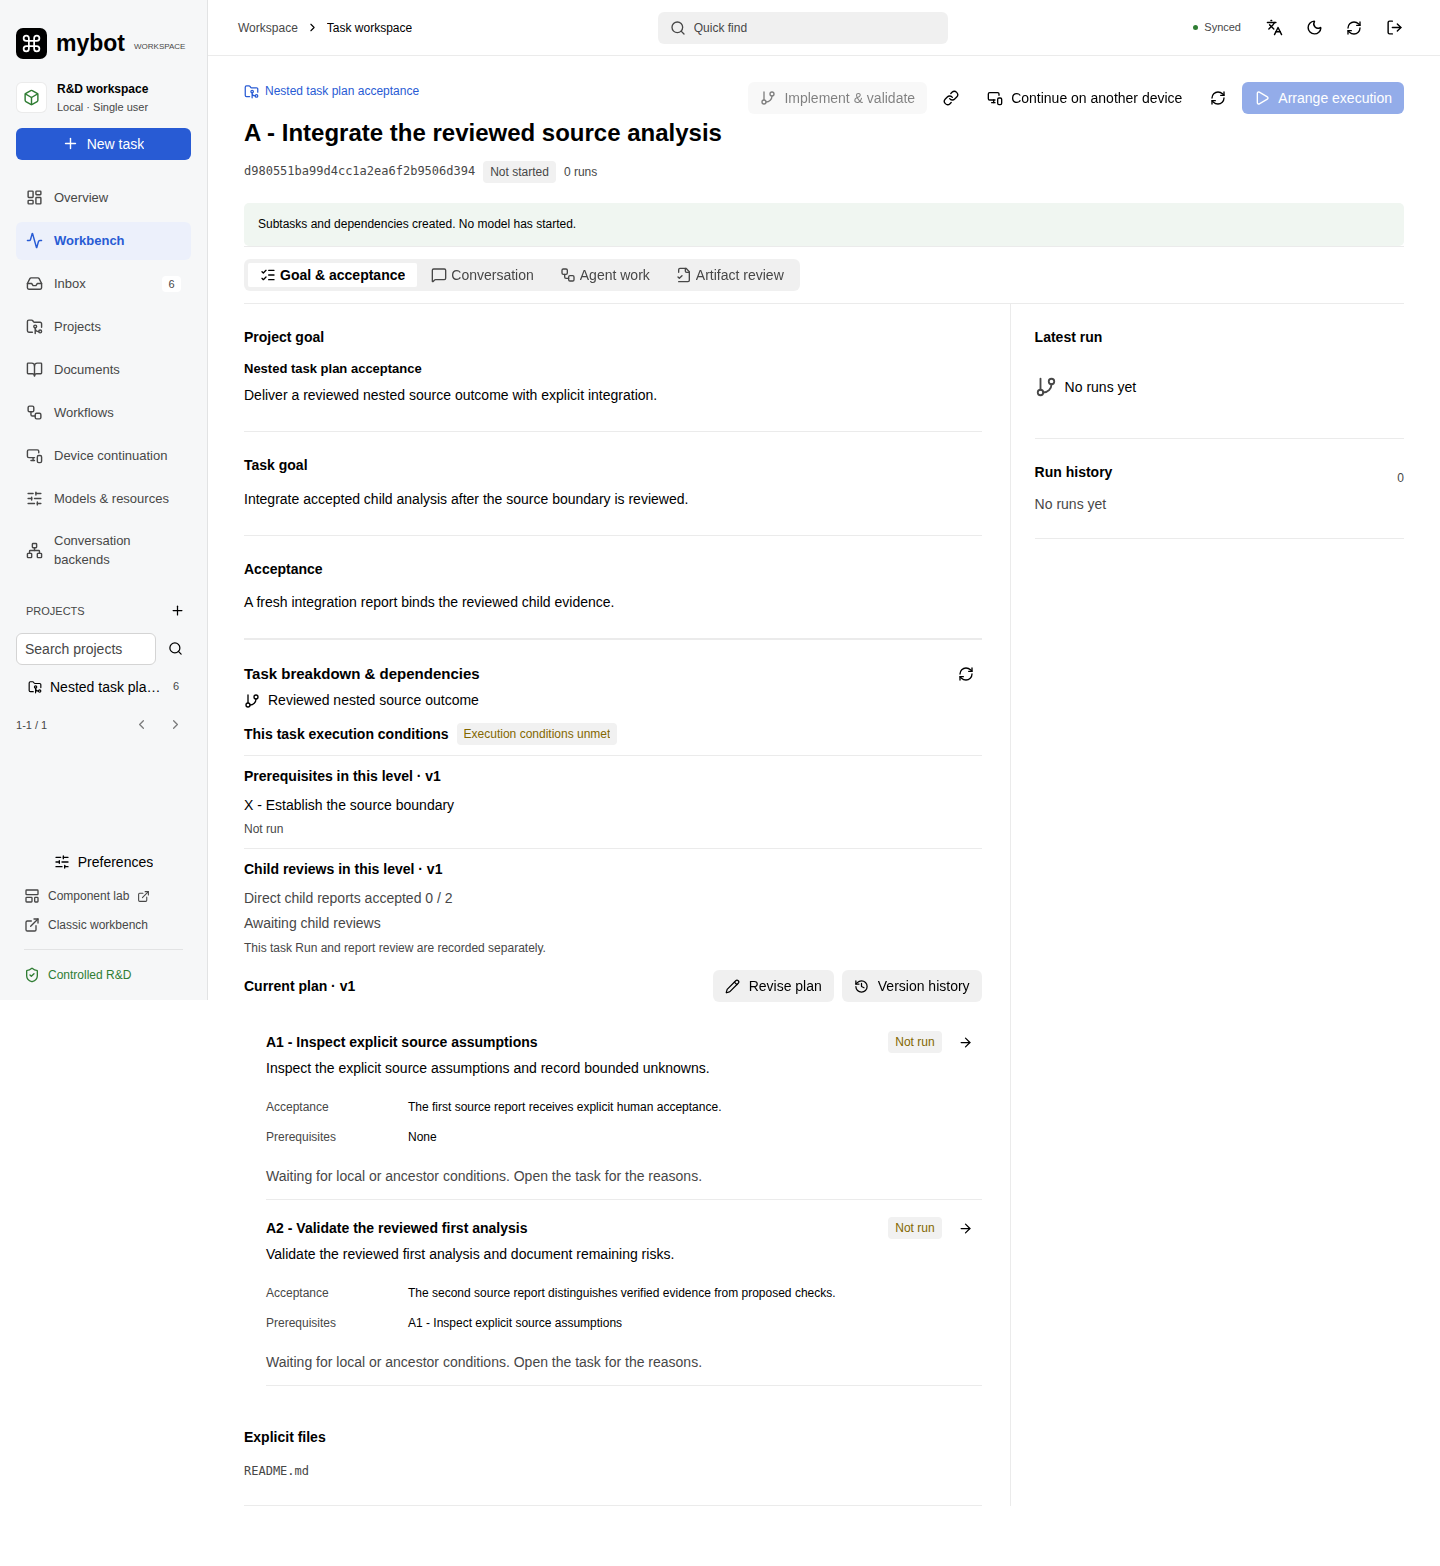 mybot WORKSPACE
R&D workspace
Local · Single user
New task
Overview
Workbench
Inbox 6
Projects
Documents
Workflows
Device continuation
Models & resources
Conversation
backends
PROJECTS
Search projects
Nested task pla… 6
1-1 / 1
Preferences
Component lab
Classic workbench
Controlled R&D
Workspace Task workspace
Quick find
Synced
Nested task plan acceptance
Implement & validate
Continue on another device
Arrange execution
A - Integrate the reviewed source analysis
d980551ba99d4cc1a2ea6f2b9506d394 Not started 0 runs
Subtasks and dependencies created. No model has started.
Goal & acceptance
Conversation
Agent work
Artifact review
Project goal
Nested task plan acceptance
Deliver a reviewed nested source outcome with explicit integration.
Task goal
Integrate accepted child analysis after the source boundary is reviewed.
Acceptance
A fresh integration report binds the reviewed child evidence.
Task breakdown & dependencies
Reviewed nested source outcome
This task execution conditions Execution conditions unmet
Prerequisites in this level · v1
X - Establish the source boundary
Not run
Child reviews in this level · v1
Direct child reports accepted 0 / 2
Awaiting child reviews
This task Run and report review are recorded separately.
Current plan · v1
Revise plan
Version history
A1 - Inspect explicit source assumptions Not run
Inspect the explicit source assumptions and record bounded unknowns.
Acceptance The first source report receives explicit human acceptance.
Prerequisites None
Waiting for local or ancestor conditions. Open the task for the reasons.
A2 - Validate the reviewed first analysis Not run
Validate the reviewed first analysis and document remaining risks.
Acceptance The second source report distinguishes verified evidence from proposed checks.
Prerequisites A1 - Inspect explicit source assumptions
Waiting for local or ancestor conditions. Open the task for the reasons.
Explicit files
README.md
Latest run
No runs yet
Run history 0
No runs yet